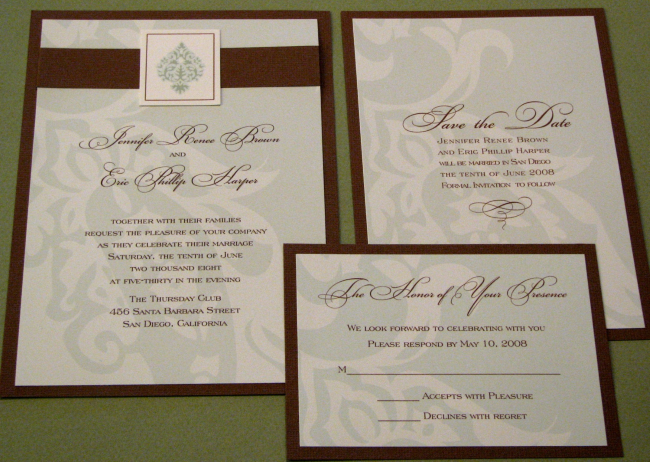 Jennifer Renee Brown
and
Eric Phillip Harper
together with their families
request the pleasure of your company
as they celebrate their marriage
Saturday, the tenth of June
two thousand eight
at five-thirty in the evening
The Thursday Club
456 Santa Barbara Street
San Diego, California
Save the Date
Jennifer Renee Brown
and Eric Phillip Harper
will be married in San Diego
the tenth of June 2008
Formal Invitation to follow
The Honor of Your Presence
We look forward to celebrating with you
Please respond by May 10, 2008
M
Accepts with Pleasure
Declines with regret